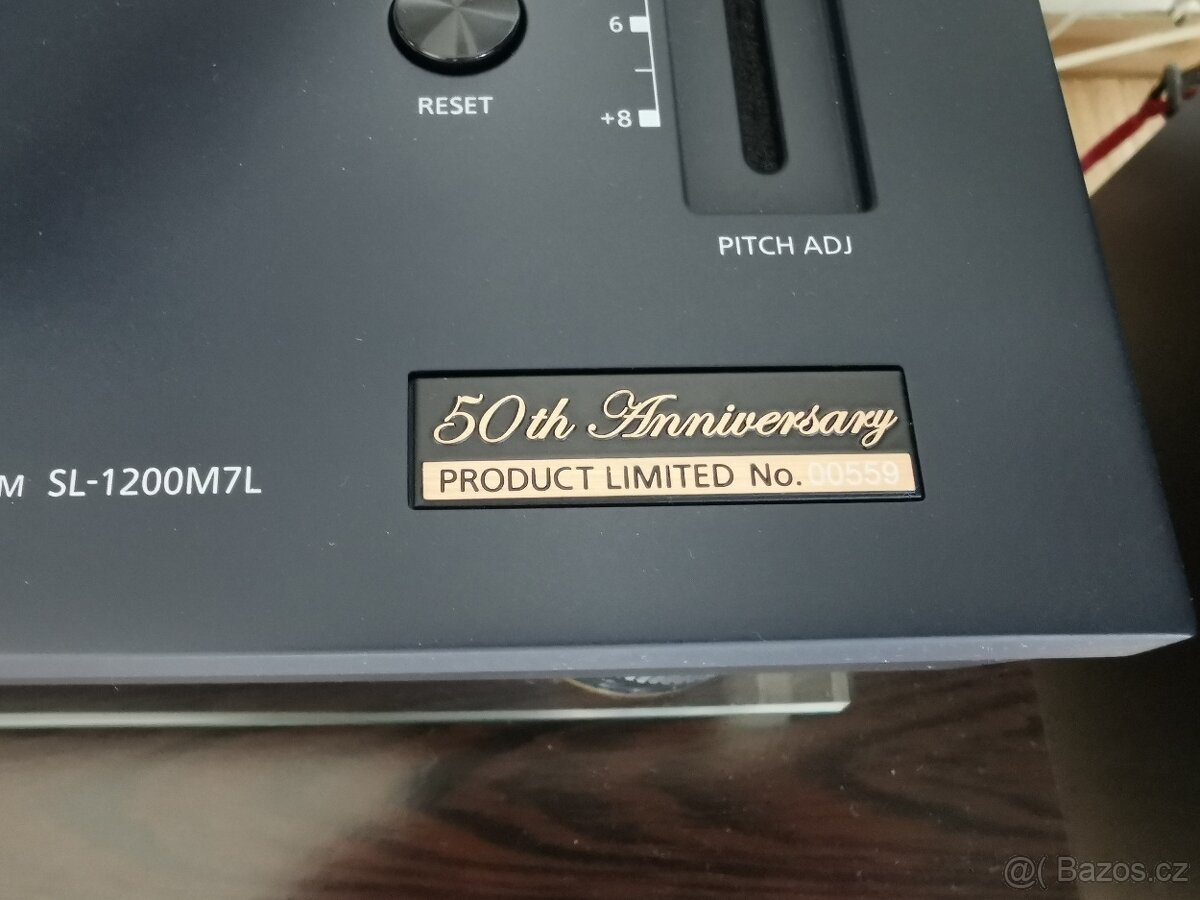 6
+8
RESET
PITCH ADJ
50th Anniversary
M SL-1200M7L
PRODUCT LIMITED No. 00559
@( Bazos.cz